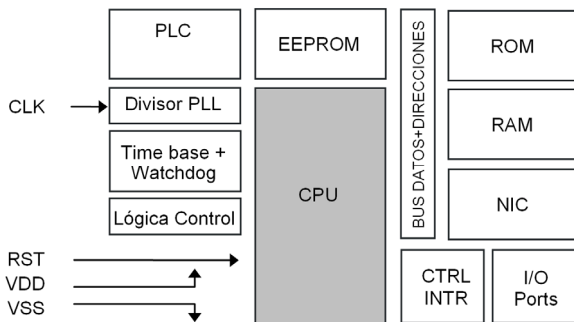 PLC
EEPROM
BUS DATOS+DIRECCIONES
ROM
CLK
Divisor PLL
RAM
Time base +
Watchdog
CPU
NIC
Lógica Control
RST
VDD
VSS
CTRL
INTR
I/O
Ports